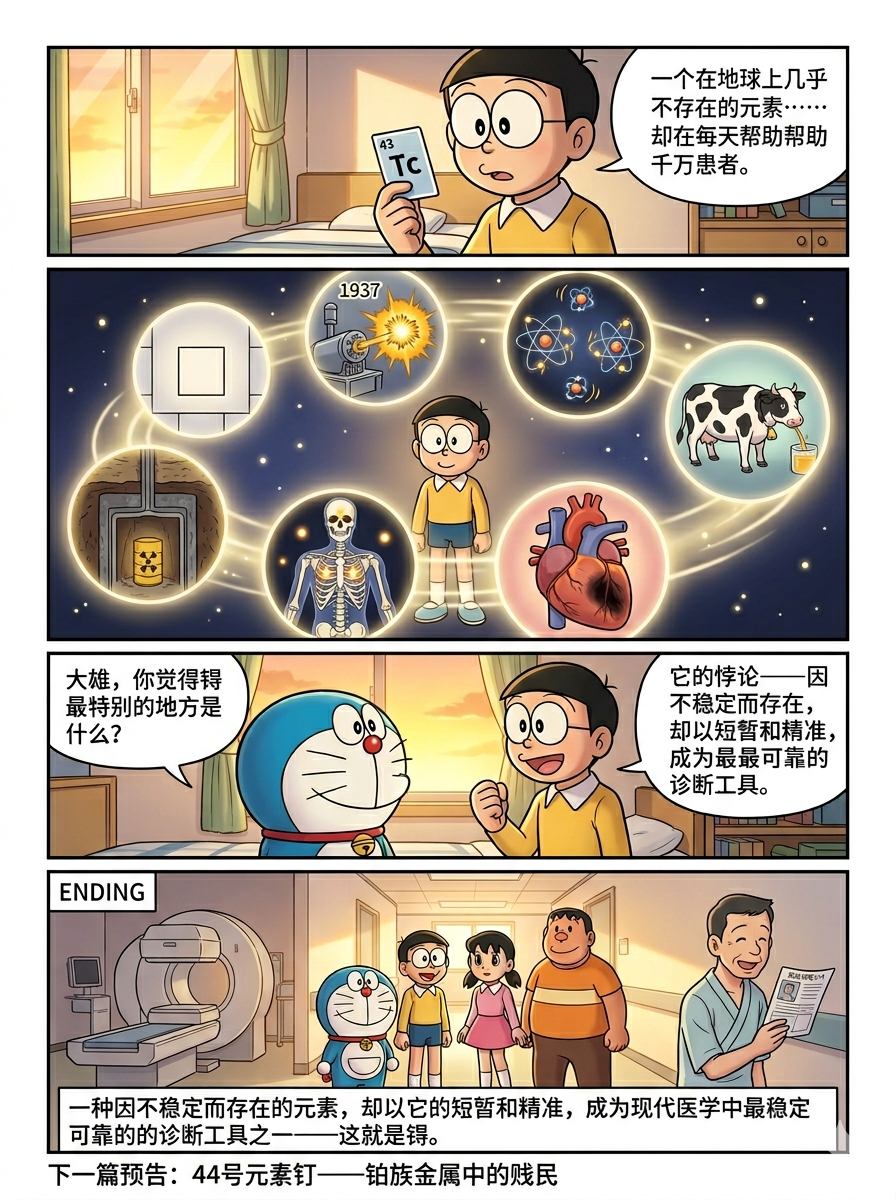 一个在地球上几乎
不存在的元素……
却在每天帮助帮助
千万患者。
43
Tc
1937
大雄，你觉得锝
最特别的地方是
什么？
它的悖论——因
不稳定而存在，
却以短暂和精准，
成为最最可靠的
诊断工具。
ENDING
一种因不稳定而存在的元素，却以它的短暂和精准，成为现代医学中最稳定
可靠的的诊断工具之一——这就是锝。
下一篇预告：44号元素钌——铂族金属中的贱民